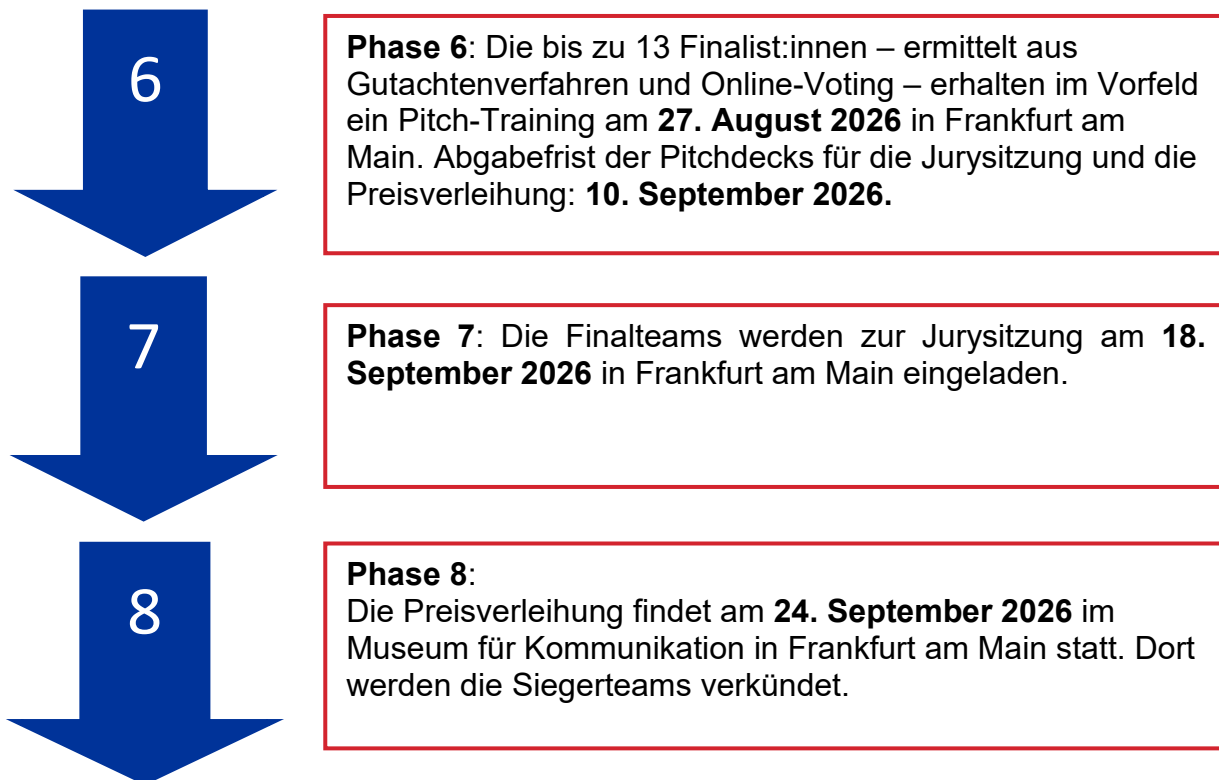 6
Phase 6: Die bis zu 13 Finalist:innen – ermittelt aus
Gutachtenverfahren und Online-Voting – erhalten im Vorfeld
ein Pitch-Training am 27. August 2026 in Frankfurt am
Main. Abgabefrist der Pitchdecks für die Jurysitzung und die
Preisverleihung: 10. September 2026.
7
Phase 7: Die Finalteams werden zur Jurysitzung am 18.
September 2026 in Frankfurt am Main eingeladen.
8
Phase 8:
Die Preisverleihung findet am 24. September 2026 im
Museum für Kommunikation in Frankfurt am Main statt. Dort
werden die Siegerteams verkündet.